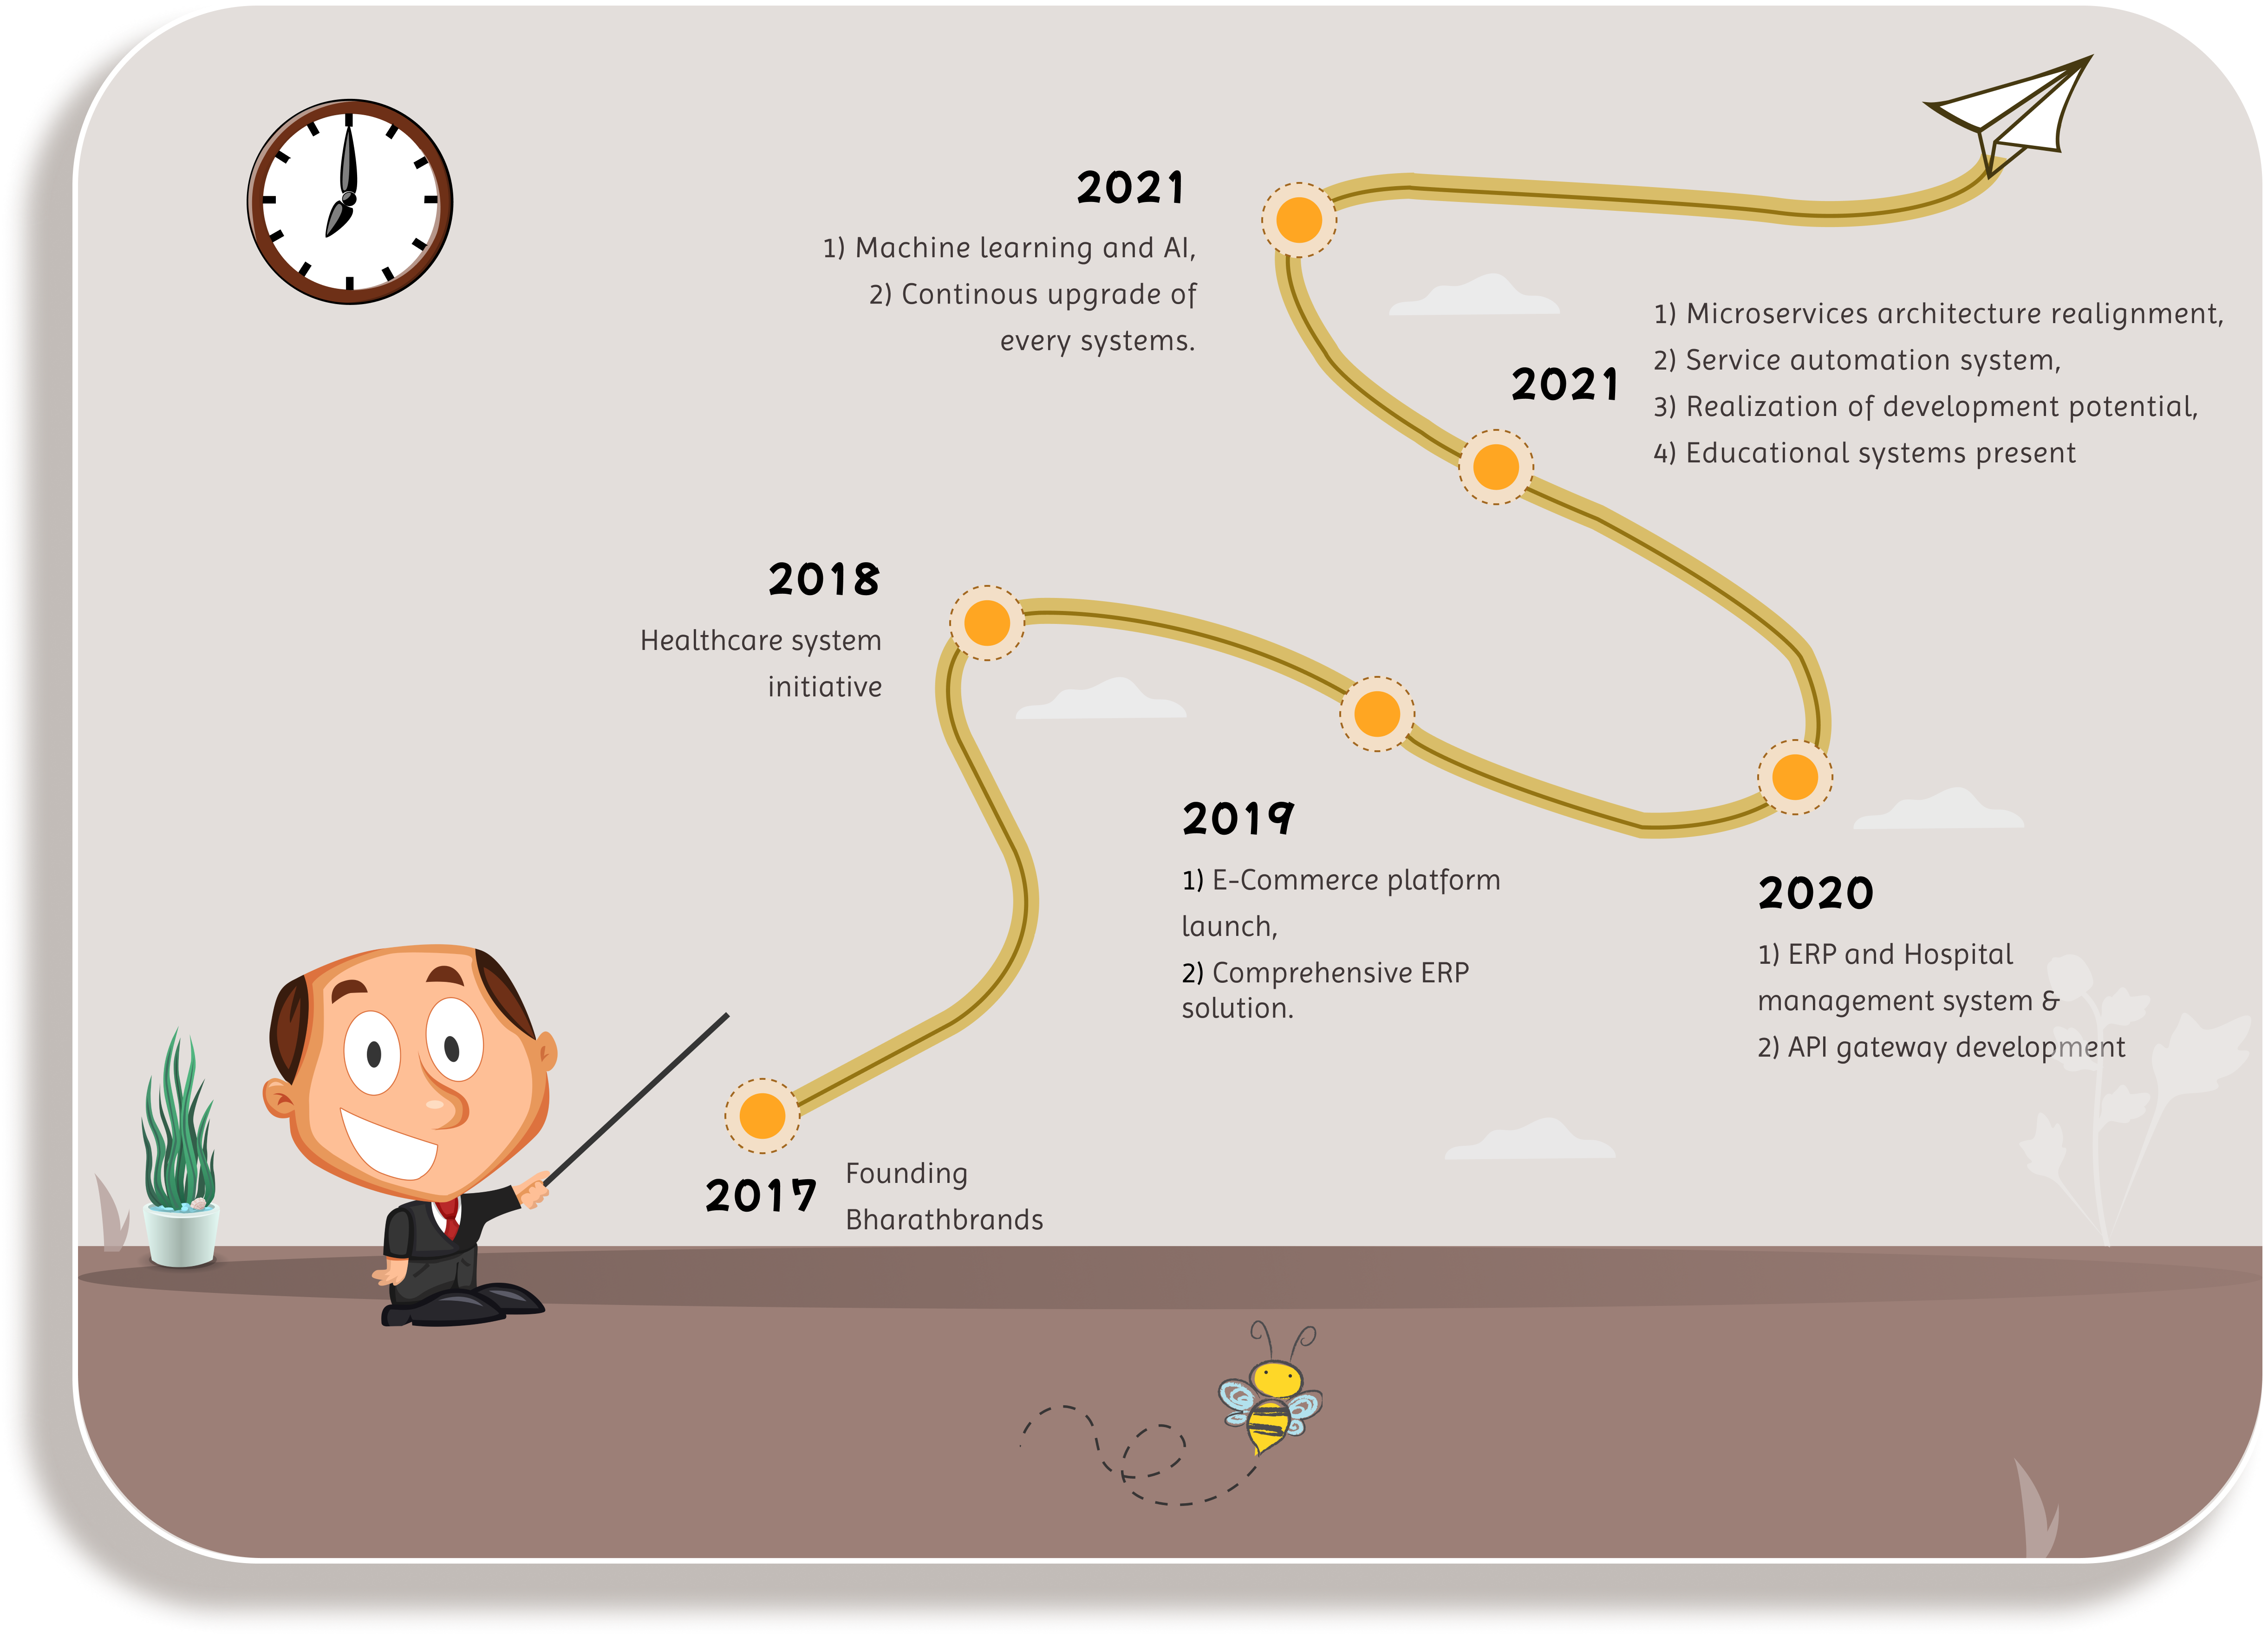 2021
1) Machine learning and AI,
2) Continous upgrade of
every systems.
2021
1) Microservices architecture realignment,
2) Service automation system,
3) Realization of development potential,
4) Educational systems present
2018
Healthcare system
initiative
2019
1) E-Commerce platform
launch,
2) Comprehensive ERP
solution.
2020
1) ERP and Hospital
management system &
2) API gateway development
2017
Founding
Bharathbrands